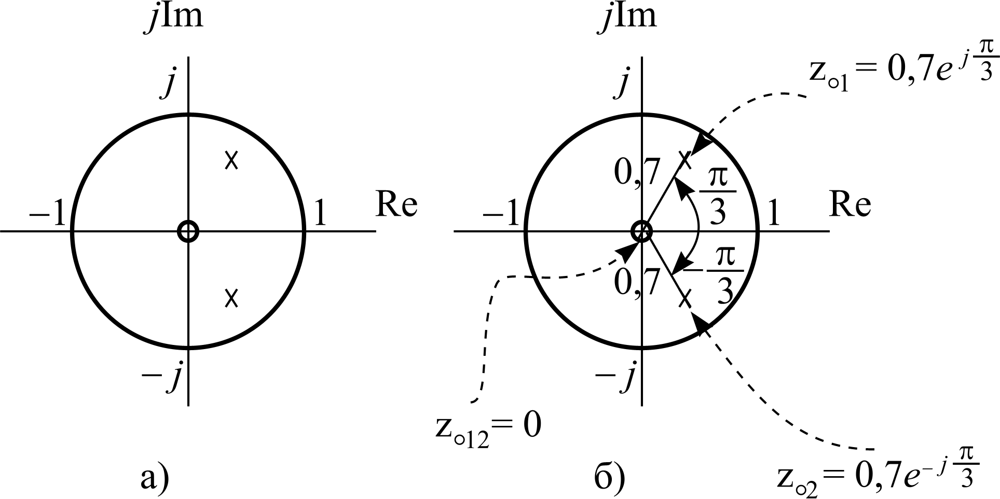 jIm
j
−1
1
Re
−j
а)
jIm
z∘1 = 0,7e^{jπ/3}
j
0,7
π/3
−1
1
Re
0,7
−π/3
−j
z∘12 = 0
z∘2 = 0,7e^{−jπ/3}
б)